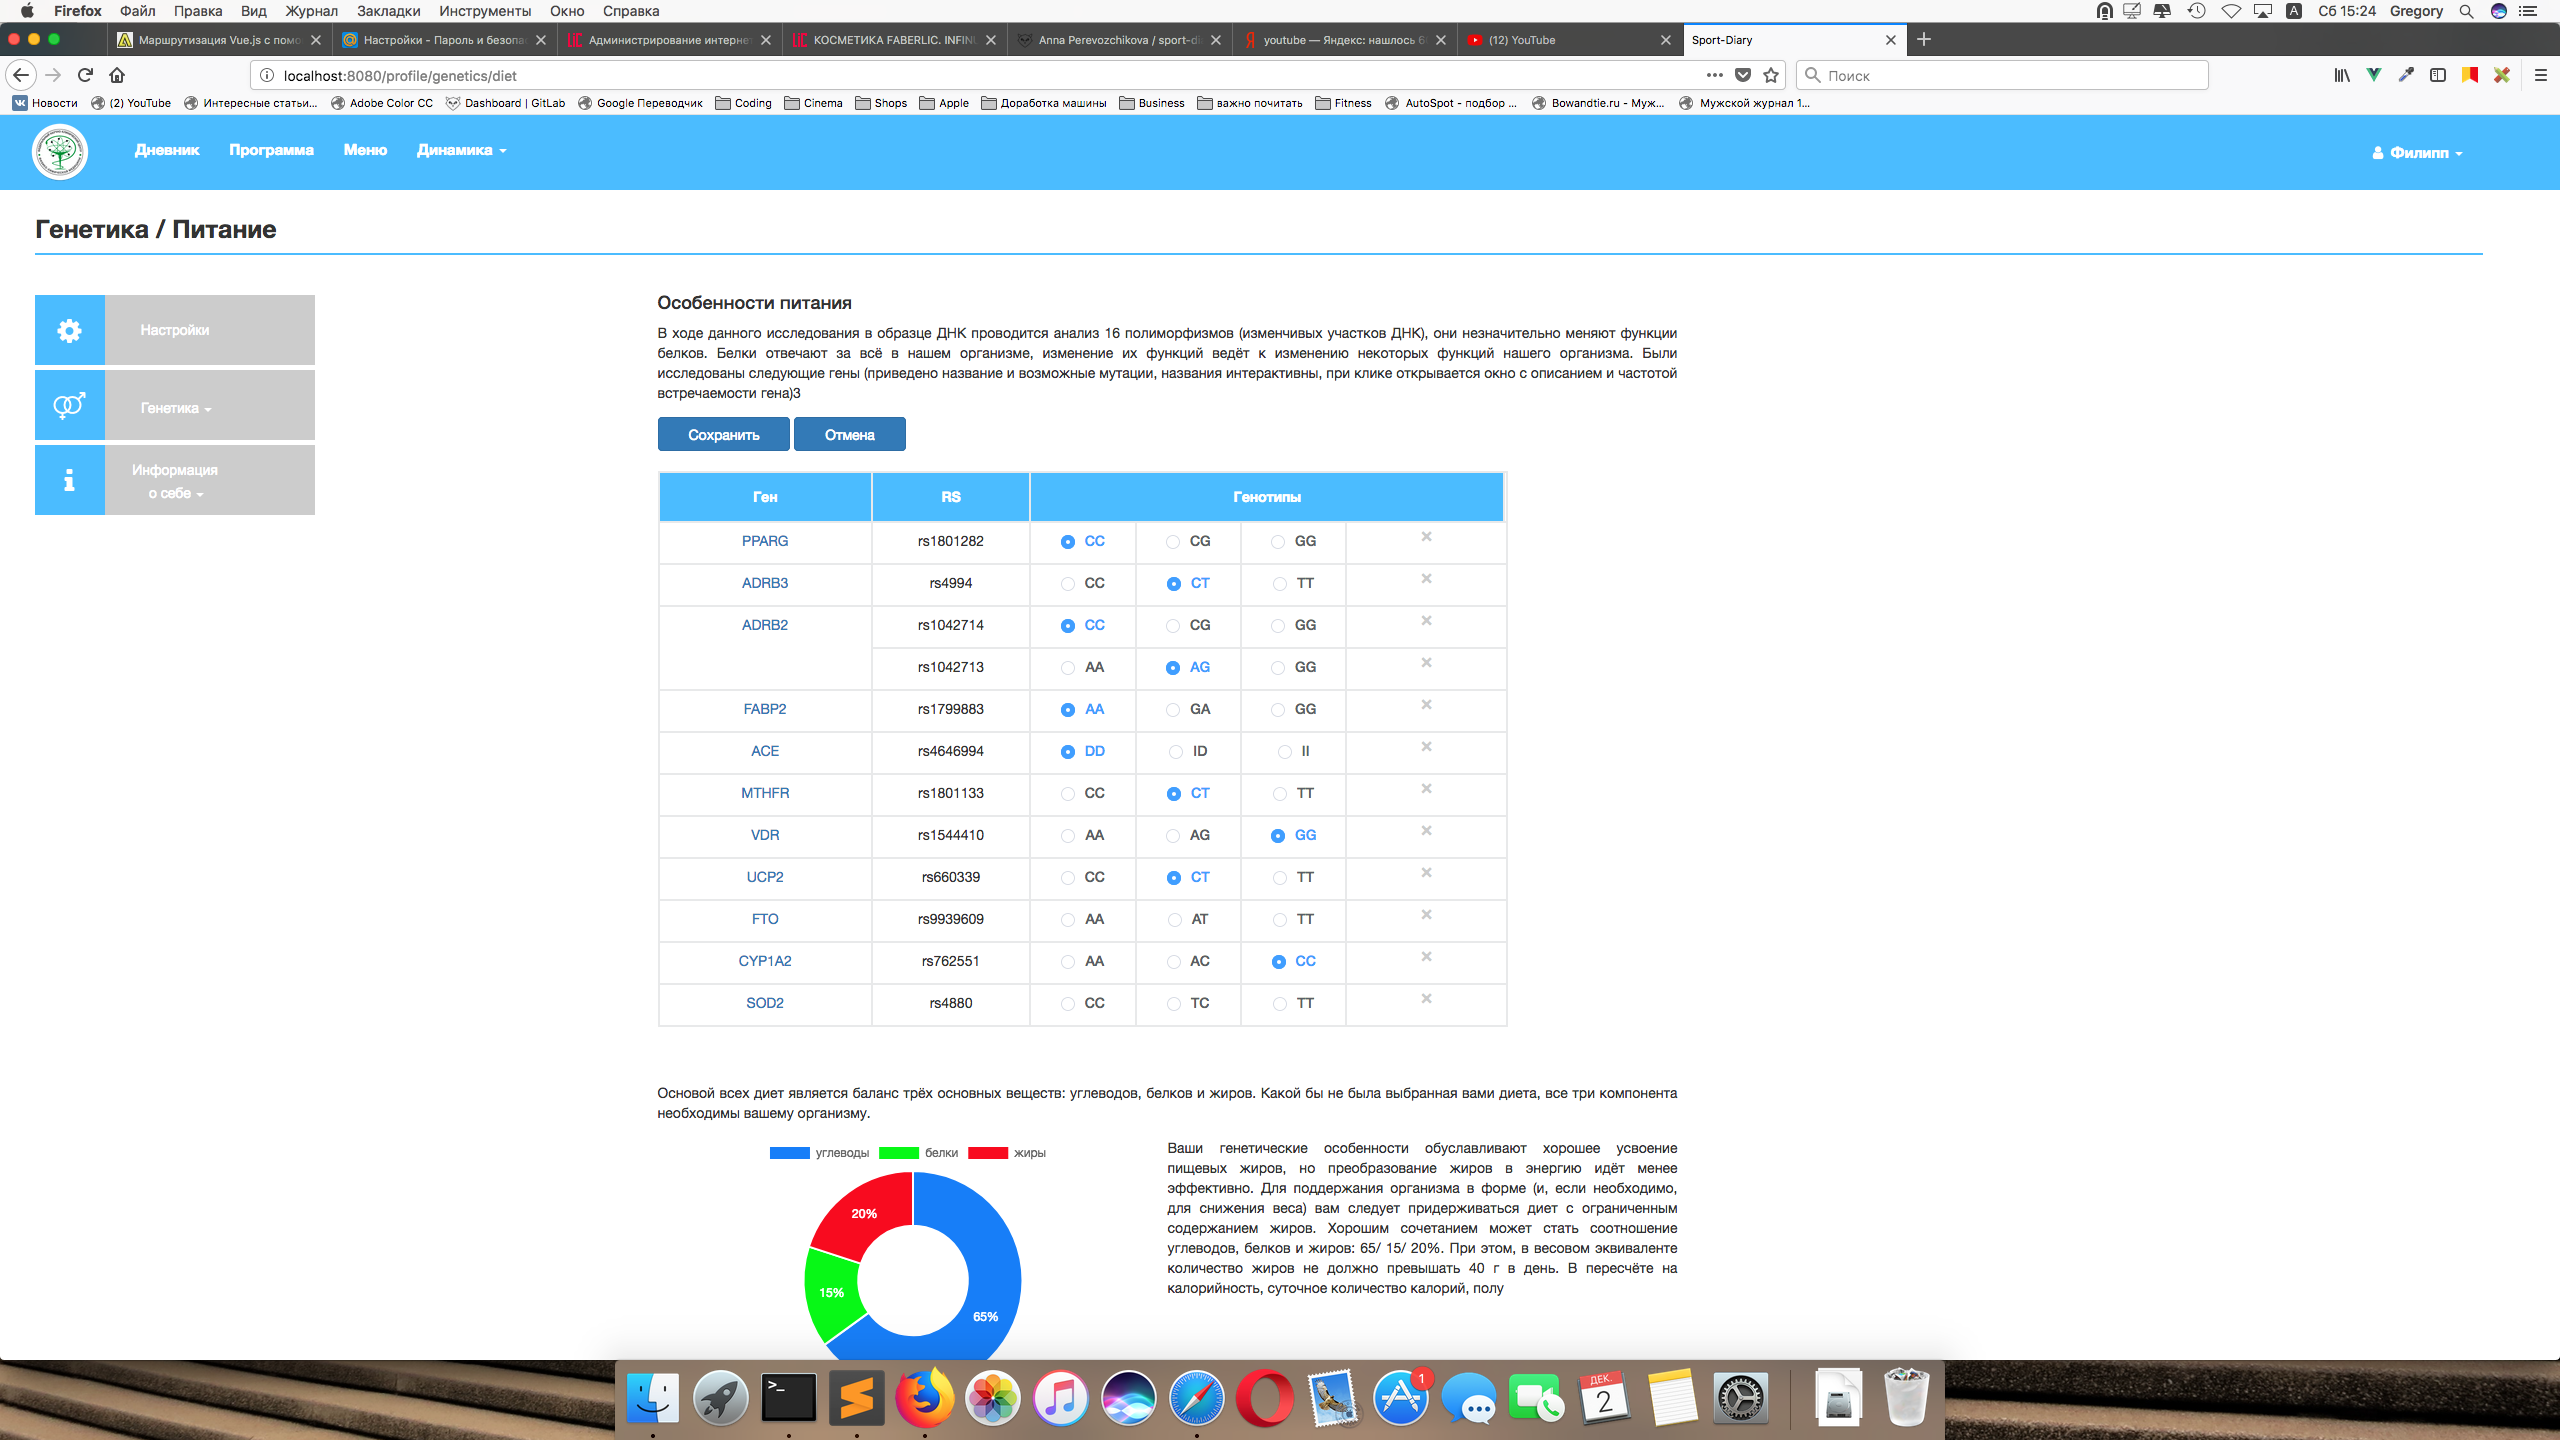 Firefox Файл Правка Вид Журнал Закладки Инструменты Окно Справка
Сб 15:24 Gregory
Маршрутизация Vue.js с помо
Настройки - Пароль и безопа
Администрирование интернет
КОСМЕТИКА FABERLIC. INFIN
Anna Perevozchikova / sport-di
youtube — Яндекс: нашлось 6
(12) YouTube
Sport-Diary
localhost:8080/profile/genetics/diet
Поиск
Новости (2) YouTube Интересные статьи... Adobe Color CC Dashboard | GitLab Google Переводчик Coding Cinema Shops Apple Доработка машины Business важно почитать Fitness AutoSpot - подбор ... Bowandtie.ru - Муж... Мужской журнал 1...
Дневник Программа Меню Динамика
Филипп
Генетика / Питание
Настройки
Генетика
Информация
о себе
Особенности питания
В ходе данного исследования в образце ДНК проводится анализ 16 полиморфизмов (изменчивых участков ДНК), они незначительно меняют функции
белков. Белки отвечают за всё в нашем организме, изменение их функций ведёт к изменению некоторых функций нашего организма. Были
исследованы следующие гены (приведено название и возможные мутации, названия интерактивны, при клике открывается окно с описанием и частотой
встречаемости гена)3
Сохранить Отмена
Ген RS Генотипы
PPARG rs1801282 CC CG GG
ADRB3 rs4994 CC CT TT
ADRB2 rs1042714 CC CG GG
rs1042713 AA AG GG
FABP2 rs1799883 AA GA GG
ACE rs4646994 DD ID II
MTHFR rs1801133 CC CT TT
VDR rs1544410 AA AG GG
UCP2 rs660339 CC CT TT
FTO rs9939609 AA AT TT
CYP1A2 rs762551 AA AC CC
SOD2 rs4880 CC TC TT
Основой всех диет является баланс трёх основных веществ: углеводов, белков и жиров. Какой бы не была выбранная вами диета, все три компонента
необходимы вашему организму.
углеводы белки жиры
20%
15%
65%
Ваши генетические особенности обуславливают хорошее усвоение
пищевых жиров, но преобразование жиров в энергию идёт менее
эффективно. Для поддержания организма в форме (и, если необходимо,
для снижения веса) вам следует придерживаться диет с ограниченным
содержанием жиров. Хорошим сочетанием может стать соотношение
углеводов, белков и жиров: 65/ 15/ 20%. При этом, в весовом эквиваленте
количество жиров не должно превышать 40 г в день. В пересчёте на
калорийность, суточное количество калорий, полу
1
ДЕК.
2